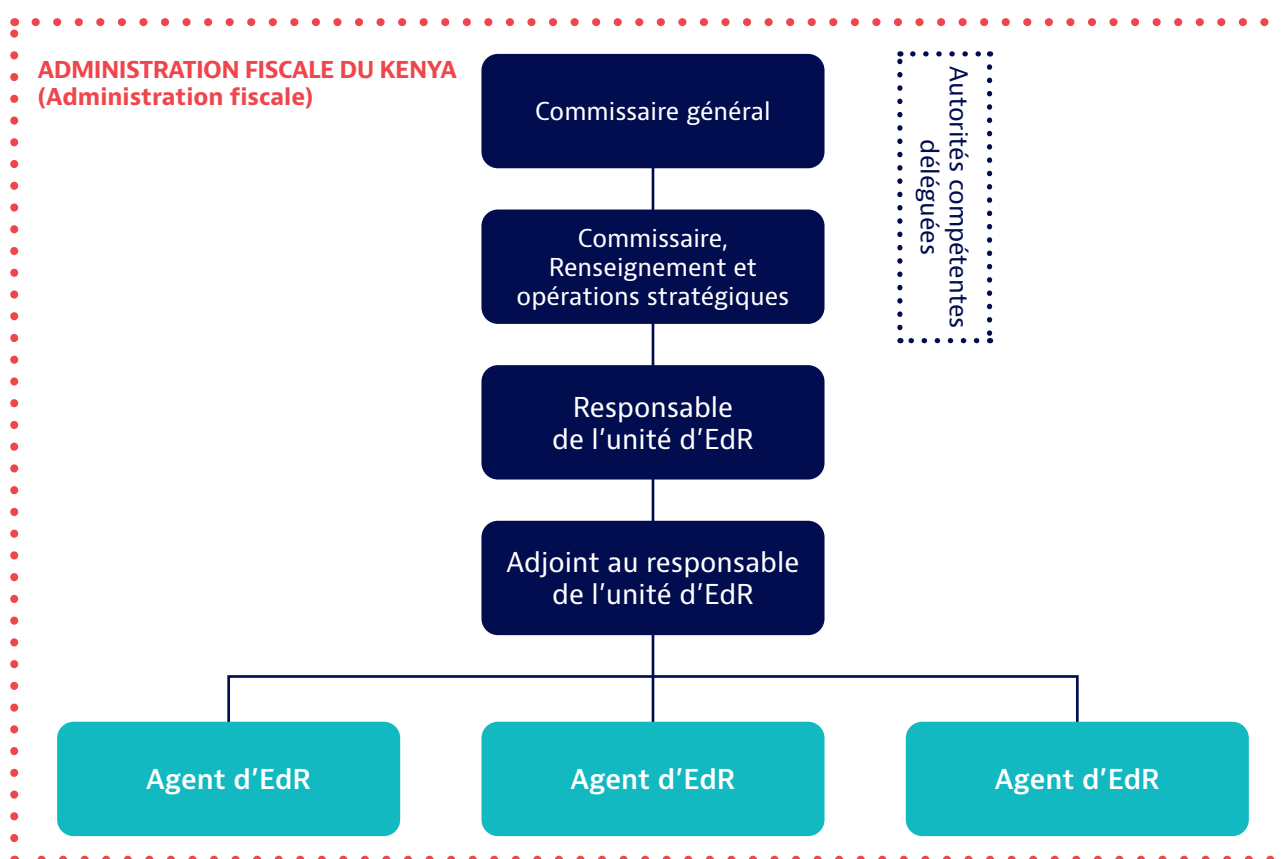 ADMINISTRATION FISCALE DU KENYA
(Administration fiscale)
Commissaire général
Autorités compétentes
déléguées
Commissaire,
Renseignement et
opérations stratégiques
Responsable
de l’unité d’EdR
Adjoint au responsable
de l’unité d’EdR
Agent d’EdR
Agent d’EdR
Agent d’EdR